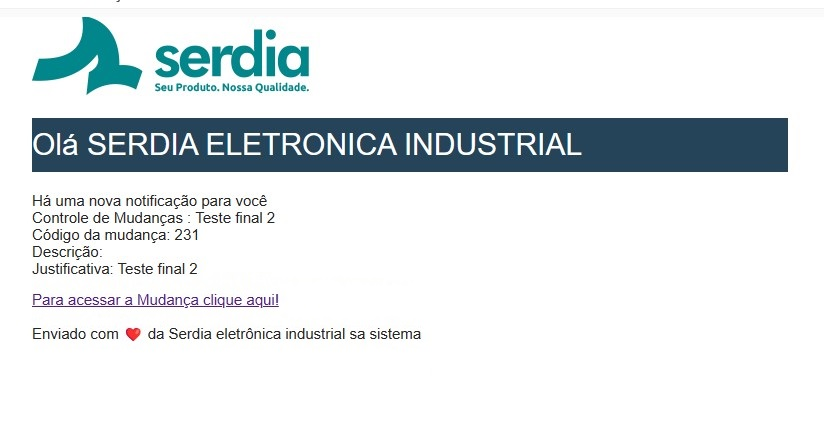 serdia
Seu Produto. Nossa Qualidade.
Olá SERDIA ELETRONICA INDUSTRIAL
Há uma nova notificação para você
Controle de Mudanças : Teste final 2
Código da mudança: 231
Descrição:
Justificativa: Teste final 2
Para acessar a Mudança clique aqui!
Enviado com ❤️ da Serdia eletrônica industrial sa sistema